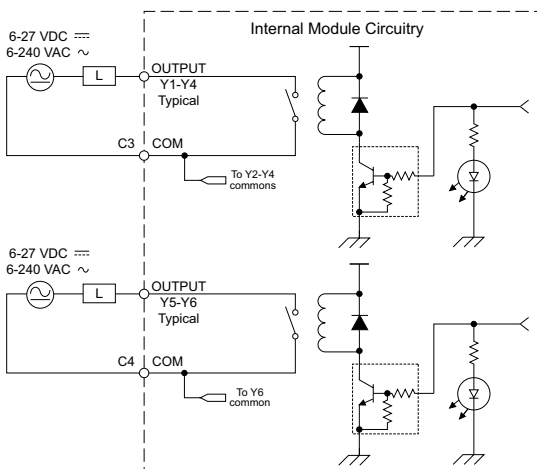 Internal Module Circuitry
6-27 VDC ⎓
6-240 VAC ∿
L
OUTPUT
Y1-Y4
Typical
C3
COM
To Y2-Y4
commons
6-27 VDC ⎓
6-240 VAC ∿
L
OUTPUT
Y5-Y6
Typical
C4
COM
To Y6
common